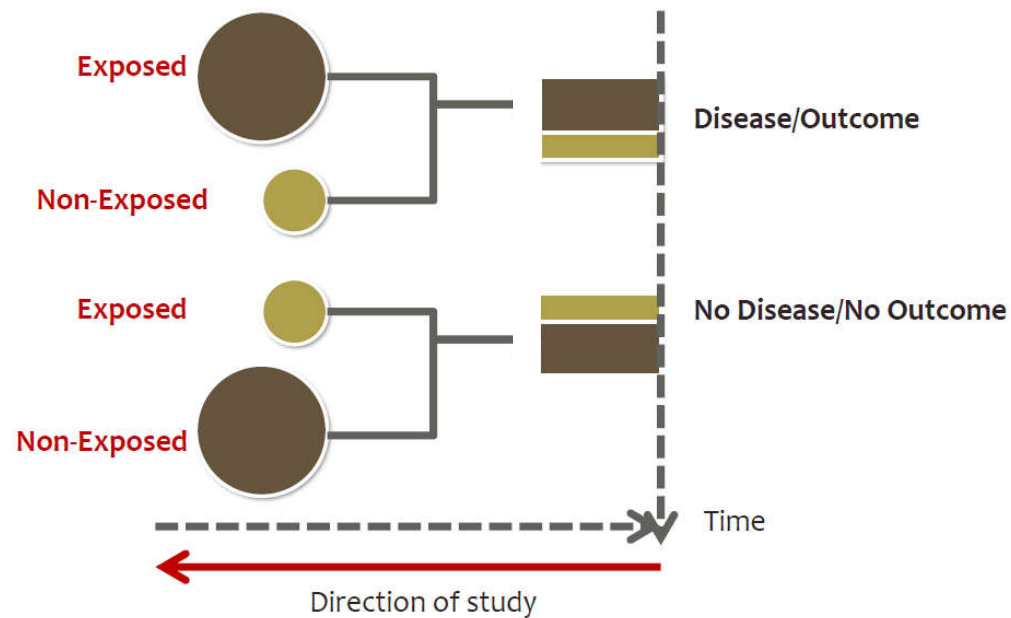 Exposed
Disease/Outcome
Non-Exposed
Exposed
No Disease/No Outcome
Non-Exposed
Time
Direction of study